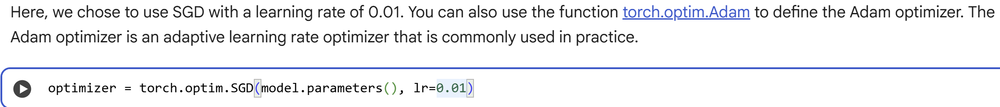 Here, we chose to use SGD with a learning rate of 0.01. You can also use the function torch.optim.Adam to define the Adam optimizer. The
Adam optimizer is an adaptive learning rate optimizer that is commonly used in practice.
optimizer = torch.optim.SGD(model.parameters(), lr=0.01)